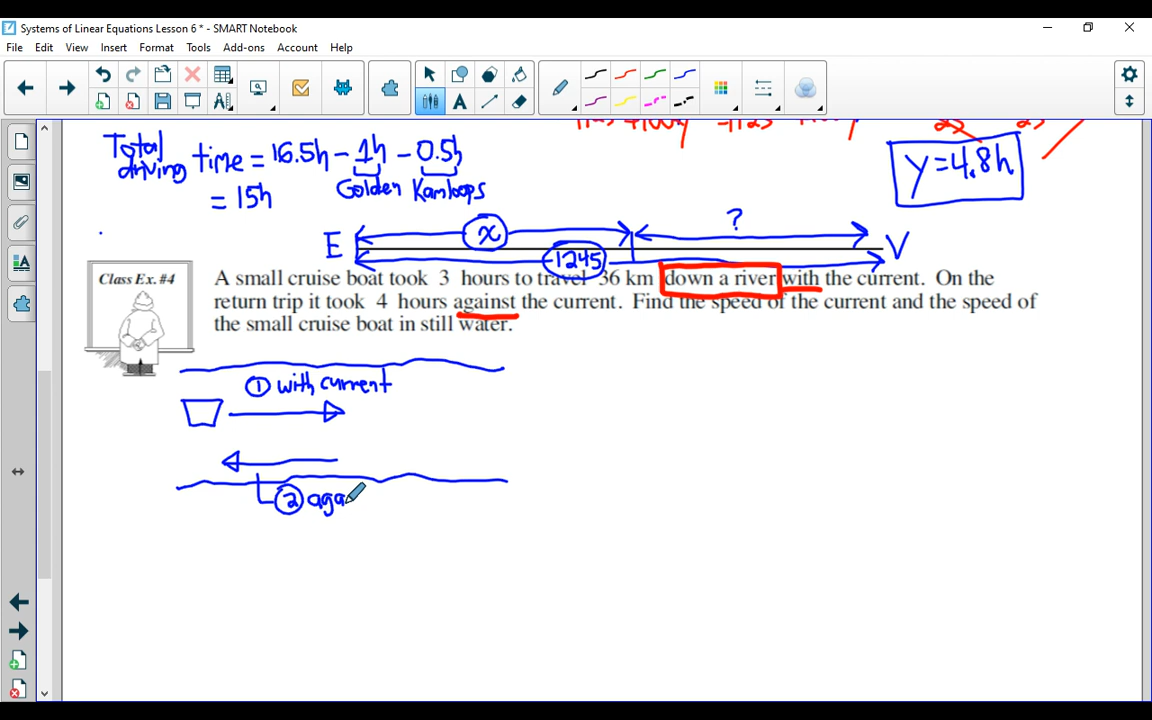 Systems of Linear Equations Lesson 6 * - SMART Notebook
File Edit View Insert Format Tools Add-ons Account Help
Total driving time = 16.5h - 1h - 0.5h
Golden Kamloops
= 15h
y = 4.8h
E x ? V
1245
Class Ex. #4
A small cruise boat took 3 hours to travel 36 km down a river with the current. On the
return trip it took 4 hours against the current. Find the speed of the current and the speed of
the small cruise boat in still water.
① with current
② aga